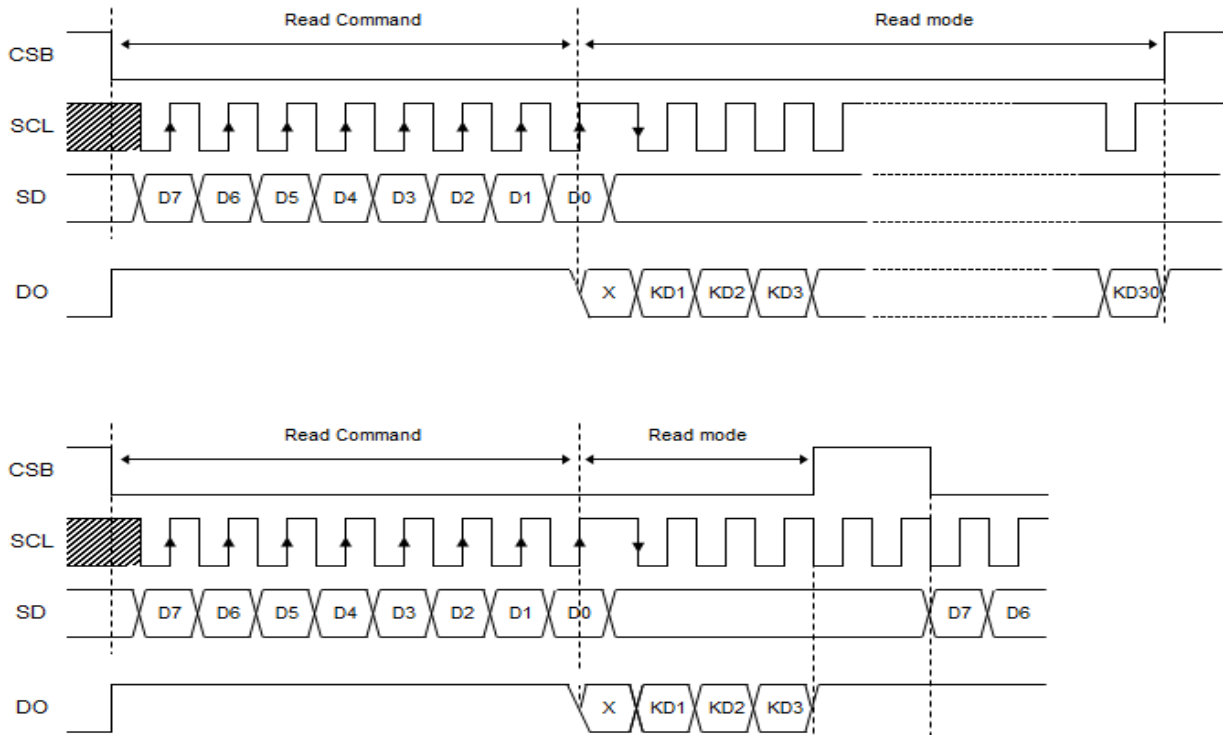 Read Command Read mode
CSB
SCL
SD D7 D6 D5 D4 D3 D2 D1 D0
DO X KD1 KD2 KD3 KD30
Read Command Read mode
CSB
SCL
SD D7 D6 D5 D4 D3 D2 D1 D0 D7 D6
DO X KD1 KD2 KD3